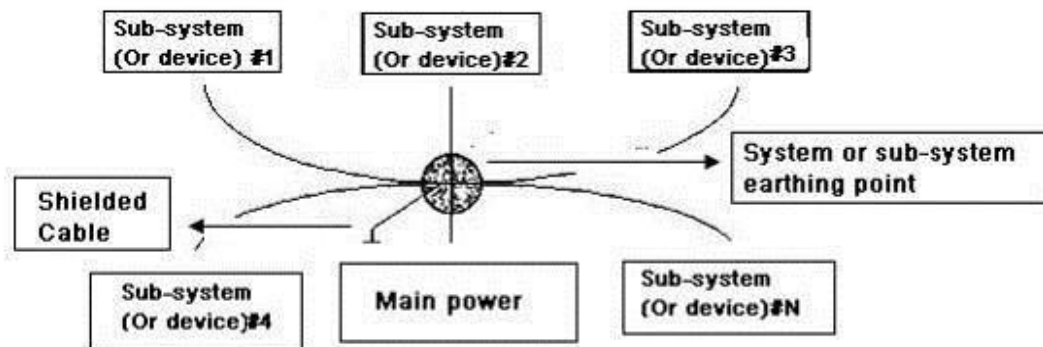 Sub-system
(Or device) #1
Sub-system
(Or device)#2
Sub-system
(Or device)#3
System or sub-system
earthing point
Shielded
Cable
Sub-system
(Or device)#4
Main power
Sub-system
(Or device)#N